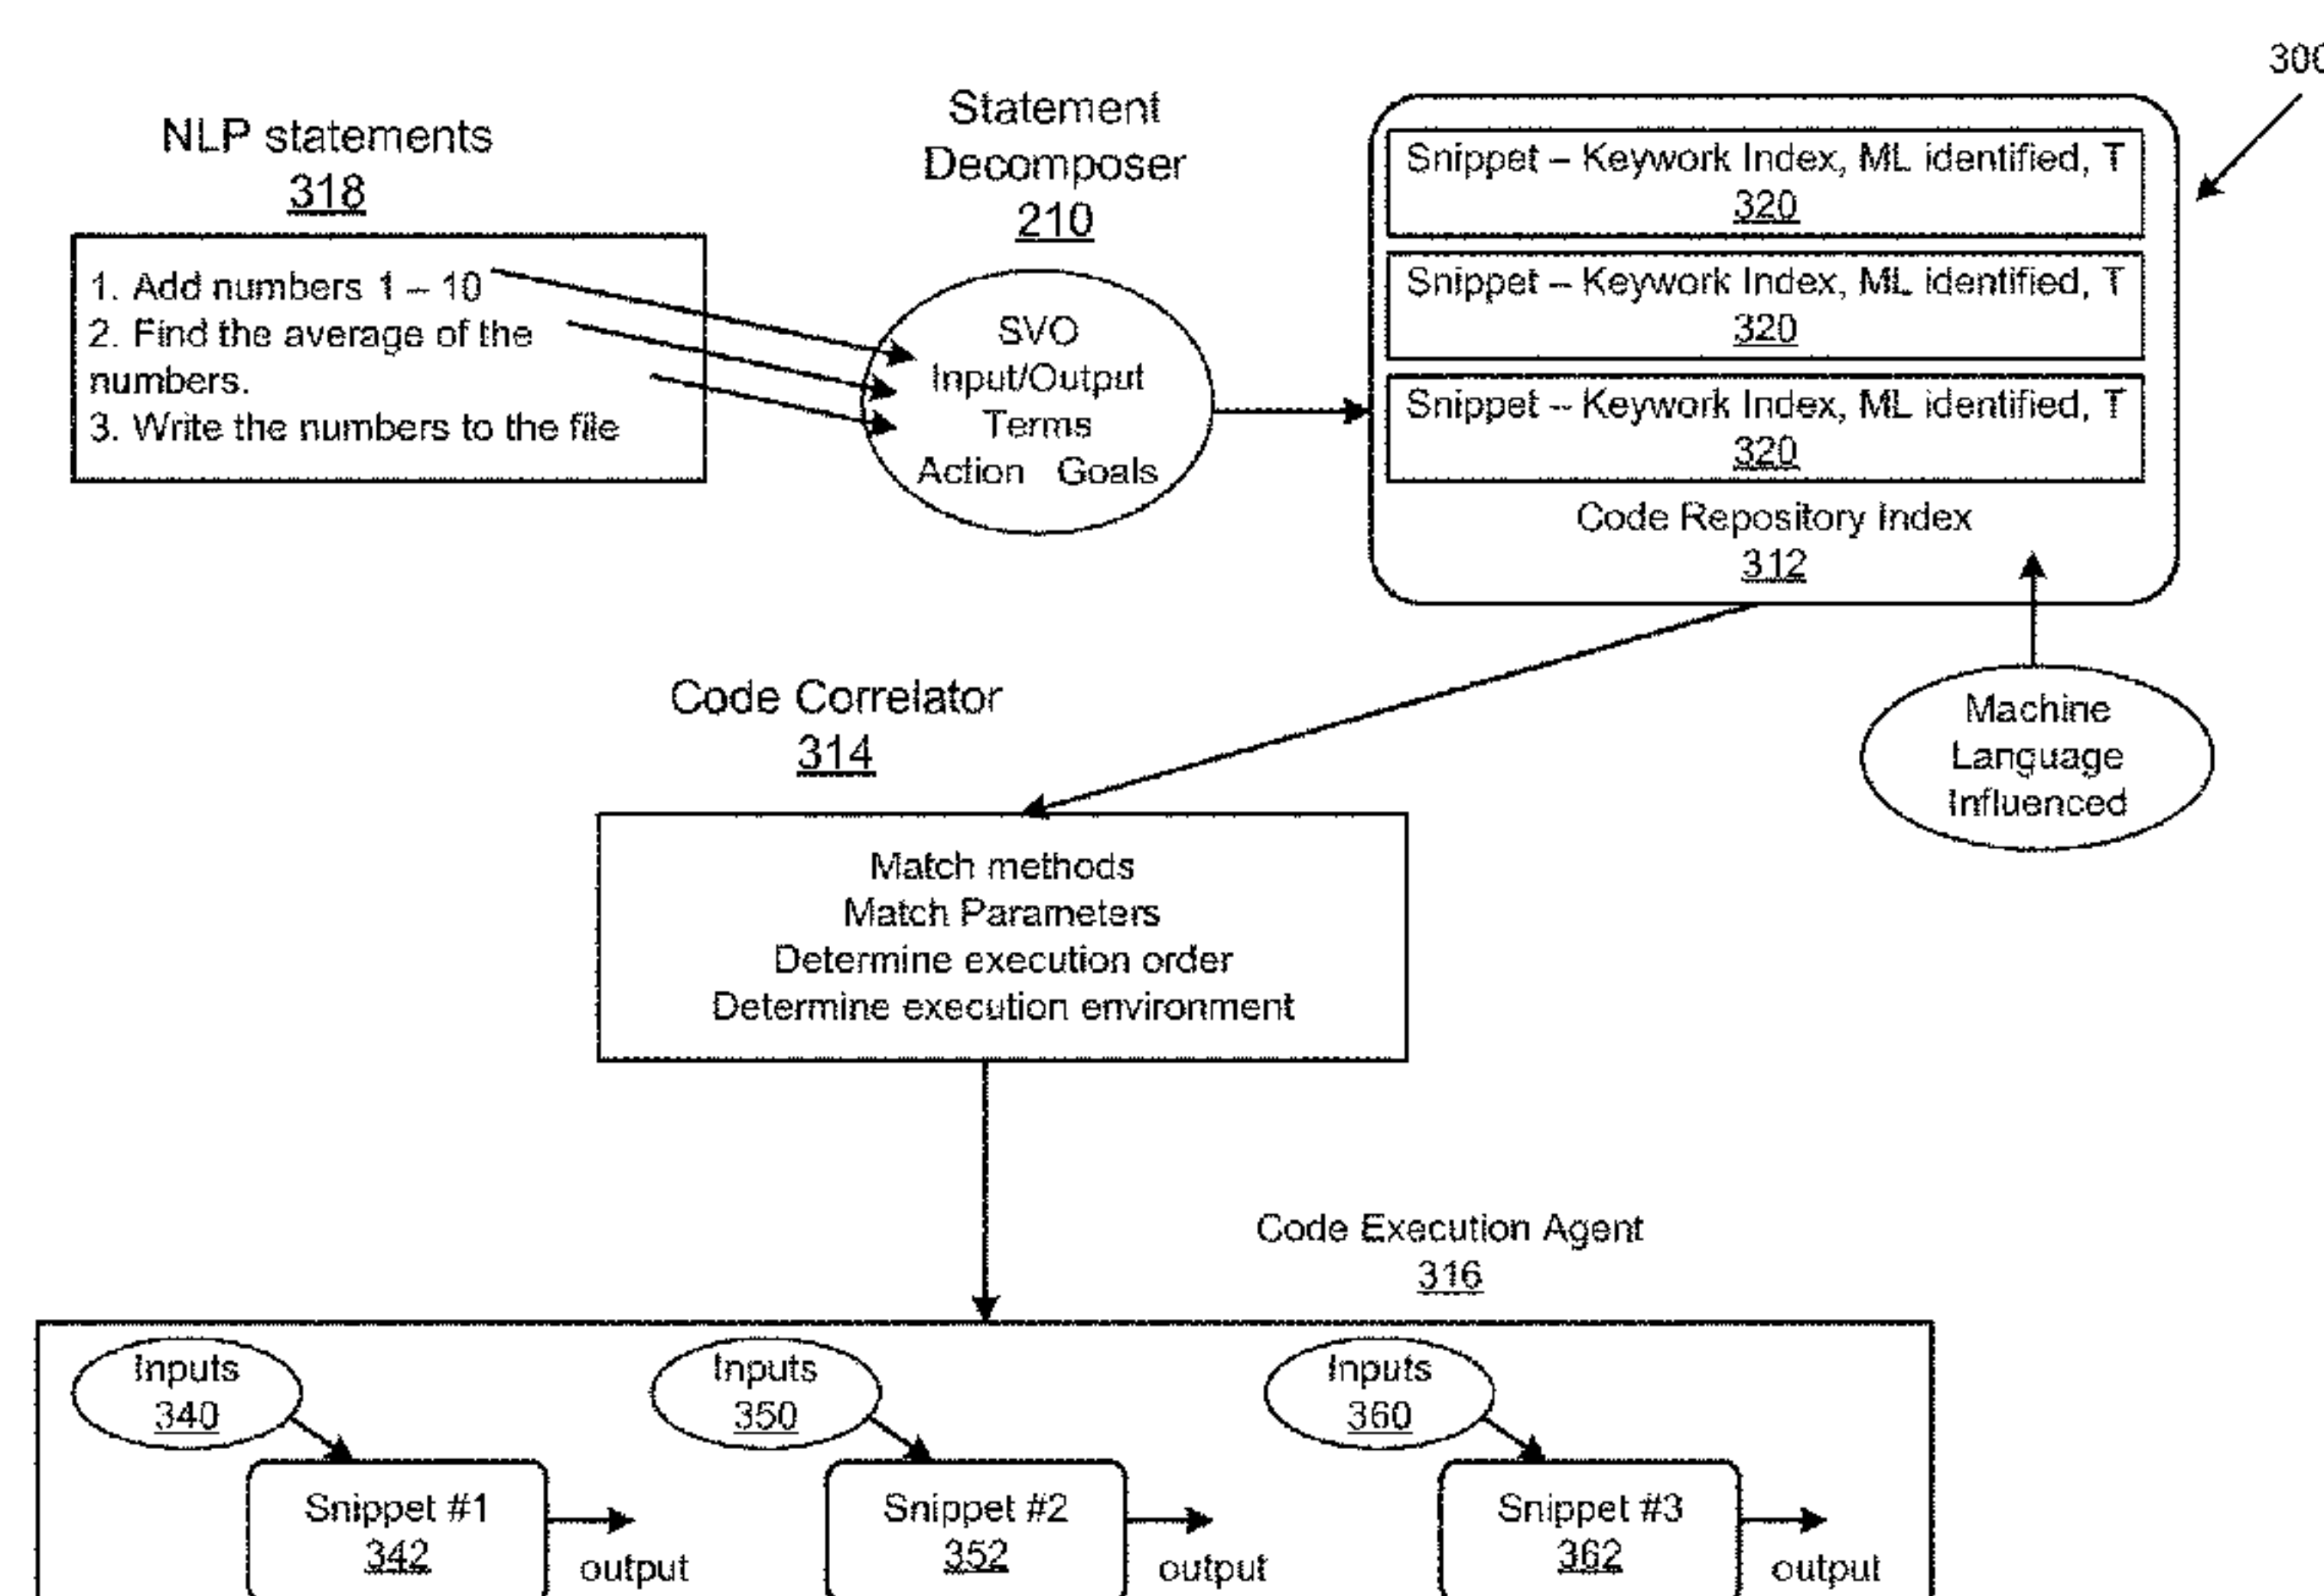 300
NLP statements
318
1. Add numbers 1 – 10
2. Find the average of the
numbers.
3. Write the numbers to the file
Statement
Decomposer
210
SVO
Input/Output
Terms
Action Goals
Snippet – Keywork Index, ML identified, T
320
Snippet – Keywork Index, ML identified, T
320
Snippet – Keywork Index, ML identified, T
320
Code Repository Index
312
Machine
Language
Influenced
Code Correlator
314
Match methods
Match Parameters
Determine execution order
Determine execution environment
Code Execution Agent
316
Inputs
340
Snippet #1
342
output
Inputs
350
Snippet #2
352
output
Inputs
360
Snippet #3
362
output